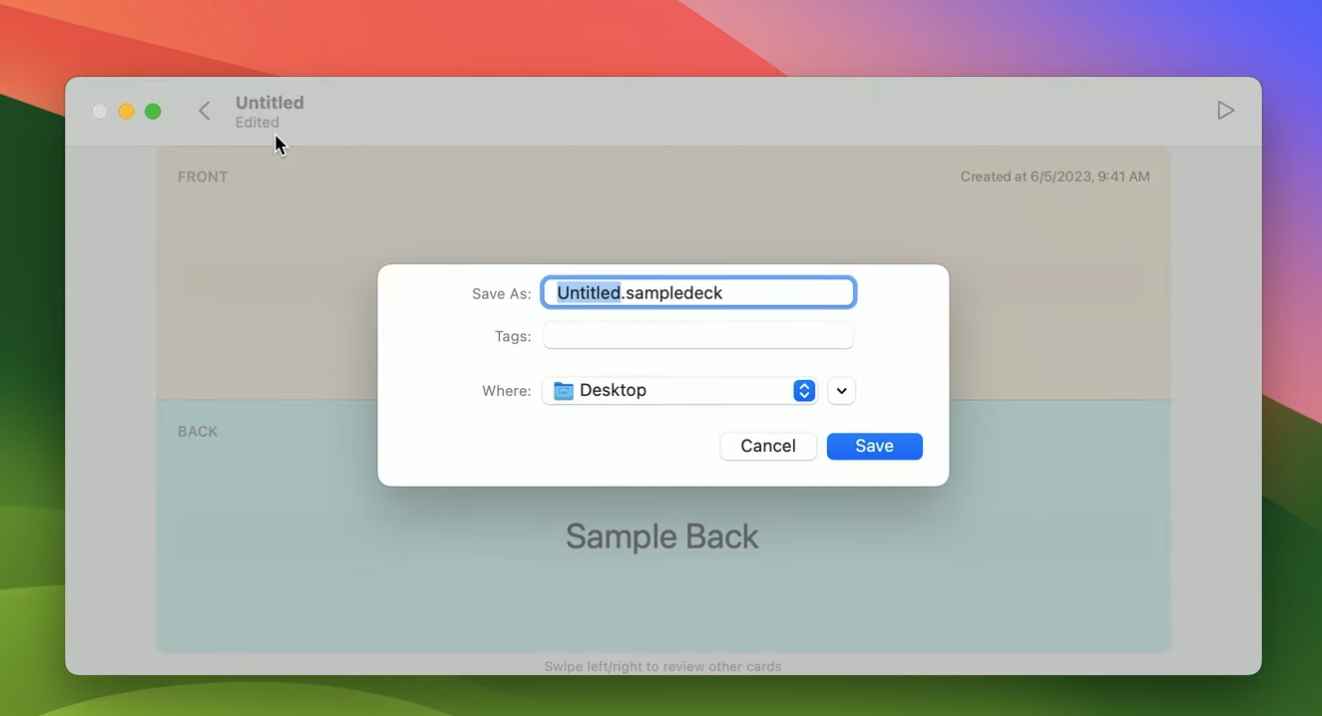 Untitled
Edited
FRONT
Created at 6/5/2023, 9:41 AM
Save As: Untitled.sampledeck
Tags:
Where: Desktop
Cancel Save
BACK
Sample Back
Swipe left/right to review other cards